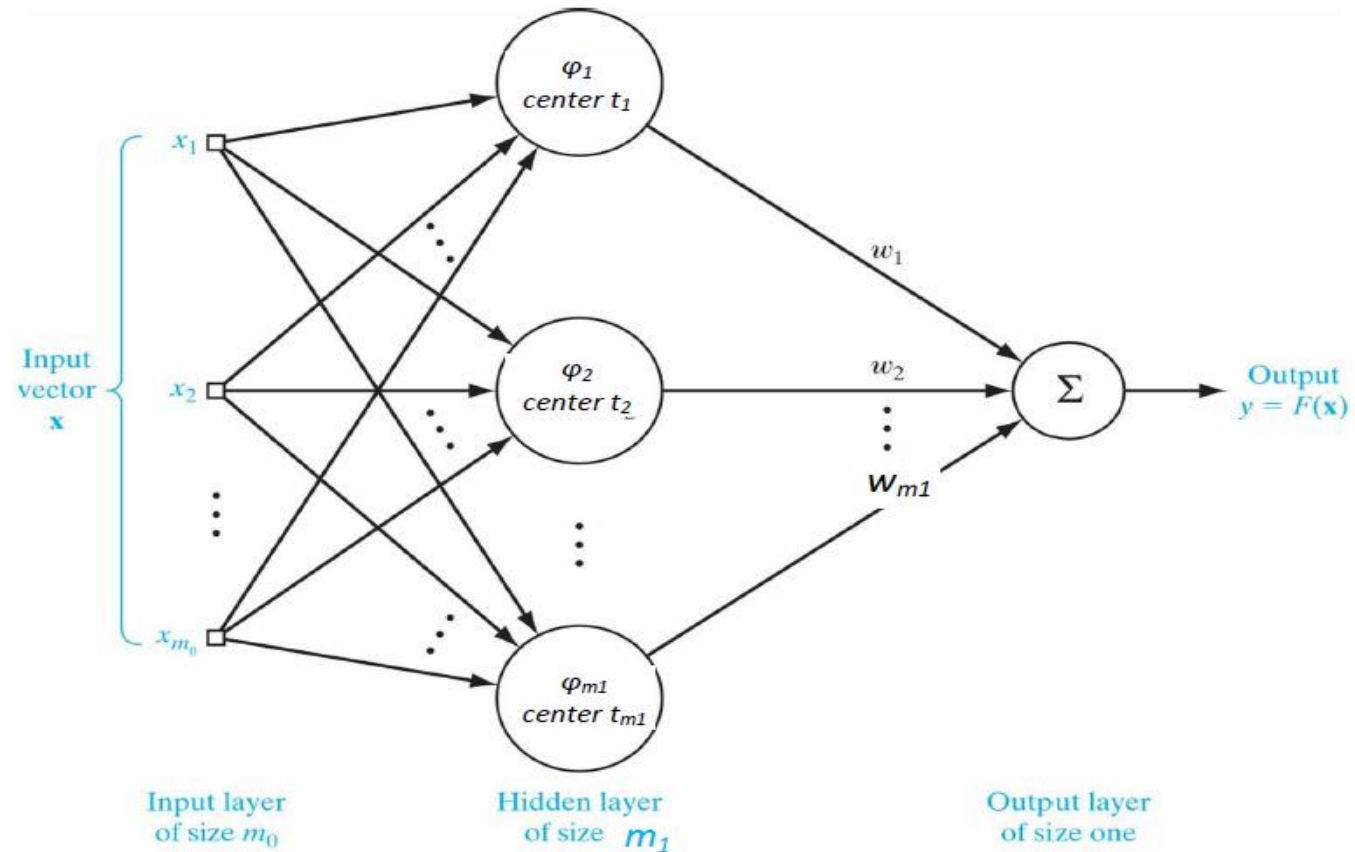 φ1
center t1
x1
w1
Input
vector
x
x2
φ2
center t2
w2
Σ
Output
y = F(x)
wm1
xm0
φm1
center tm1
Input layer
of size m0
Hidden layer
of size m1
Output layer
of size one